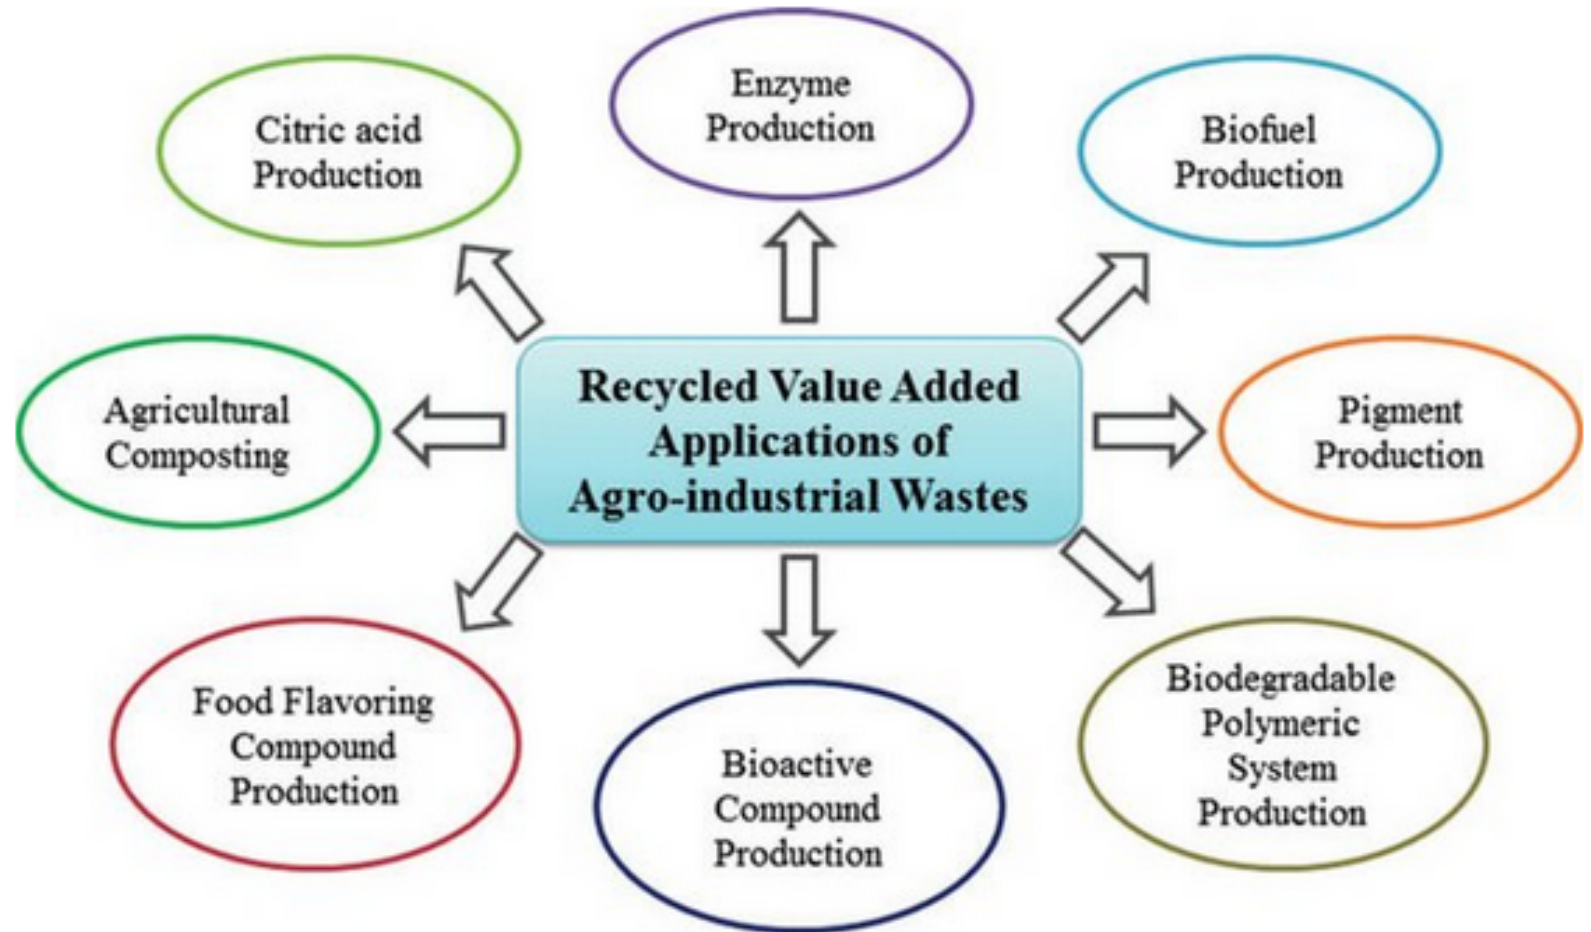 Enzyme
Production
Citric acid
Production
Biofuel
Production
Recycled Value Added
Applications of
Agro-industrial Wastes
Agricultural
Composting
Pigment
Production
Food Flavoring
Compound
Production
Bioactive
Compound
Production
Biodegradable
Polymeric
System
Production